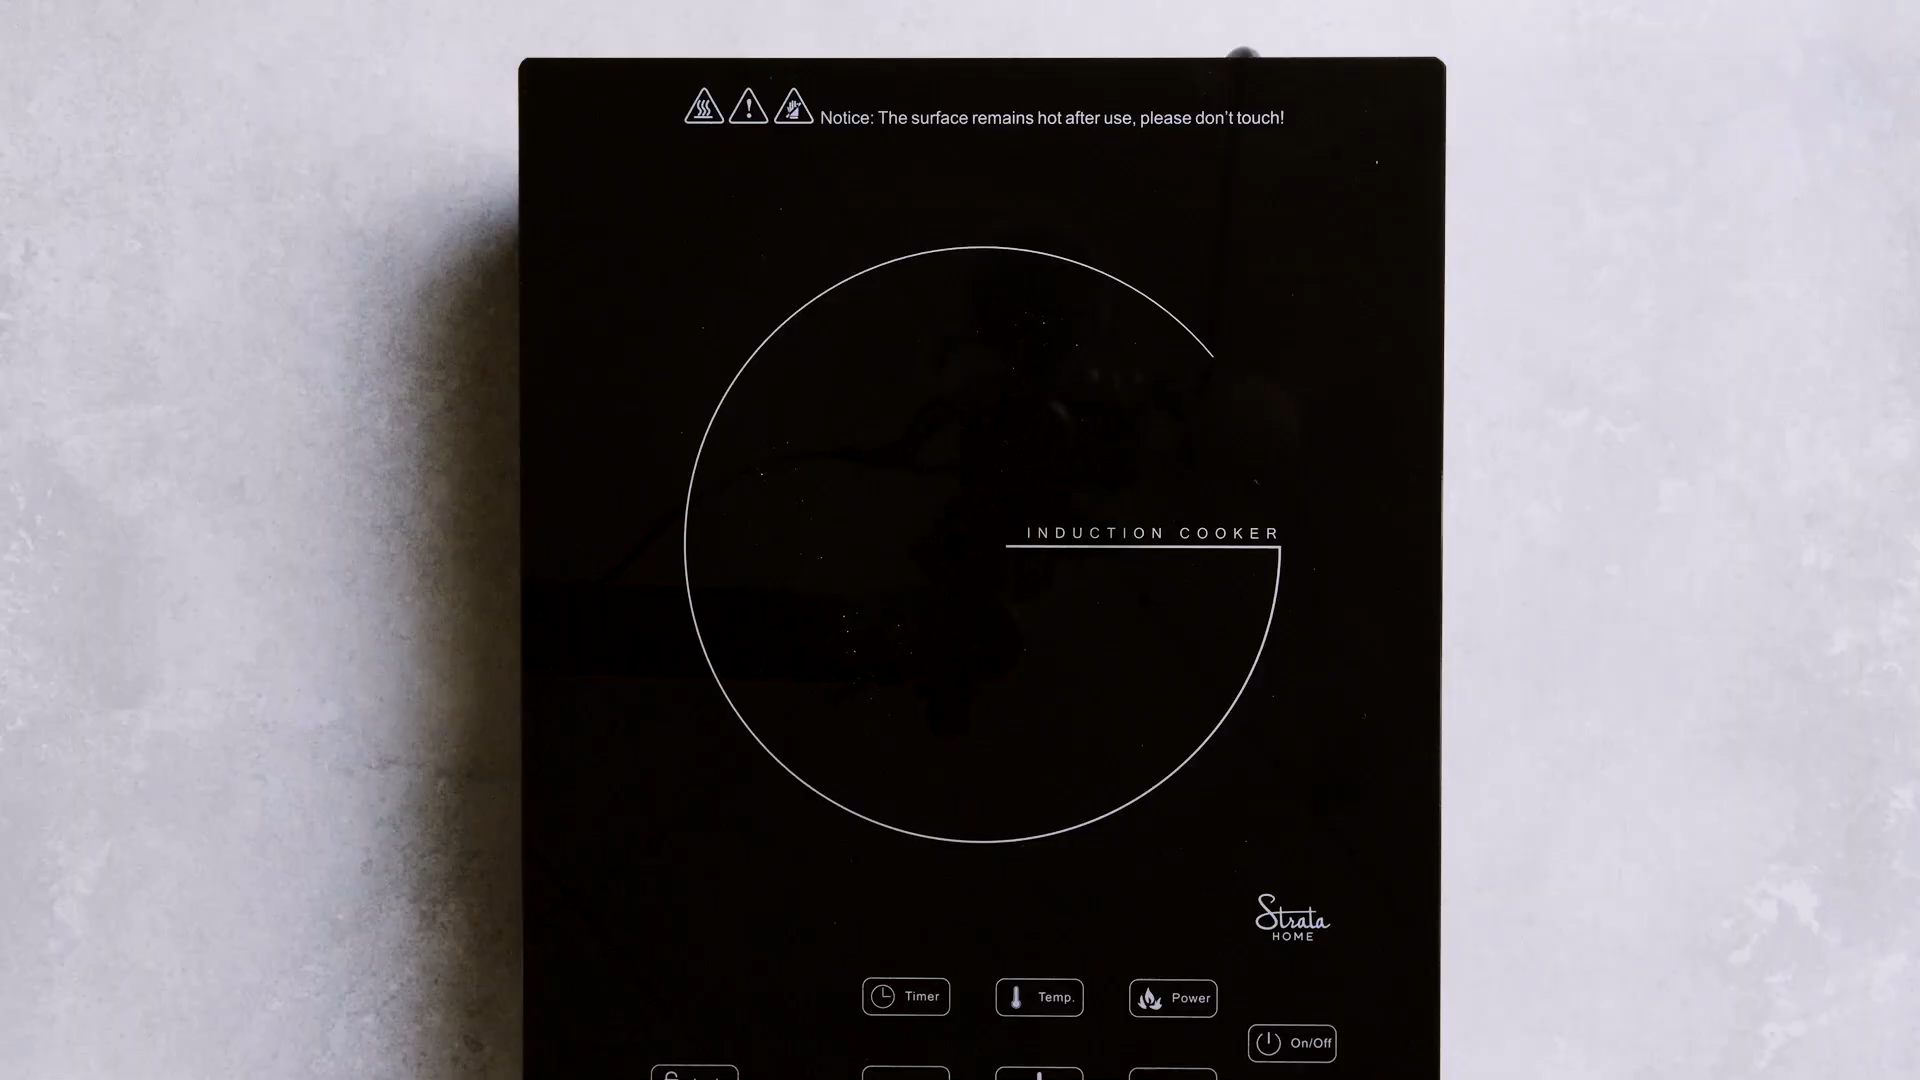 Notice: The surface remains hot after use, please don't touch!
INDUCTION COOKER
Strata
HOME
Timer
Temp.
Power
On/Off